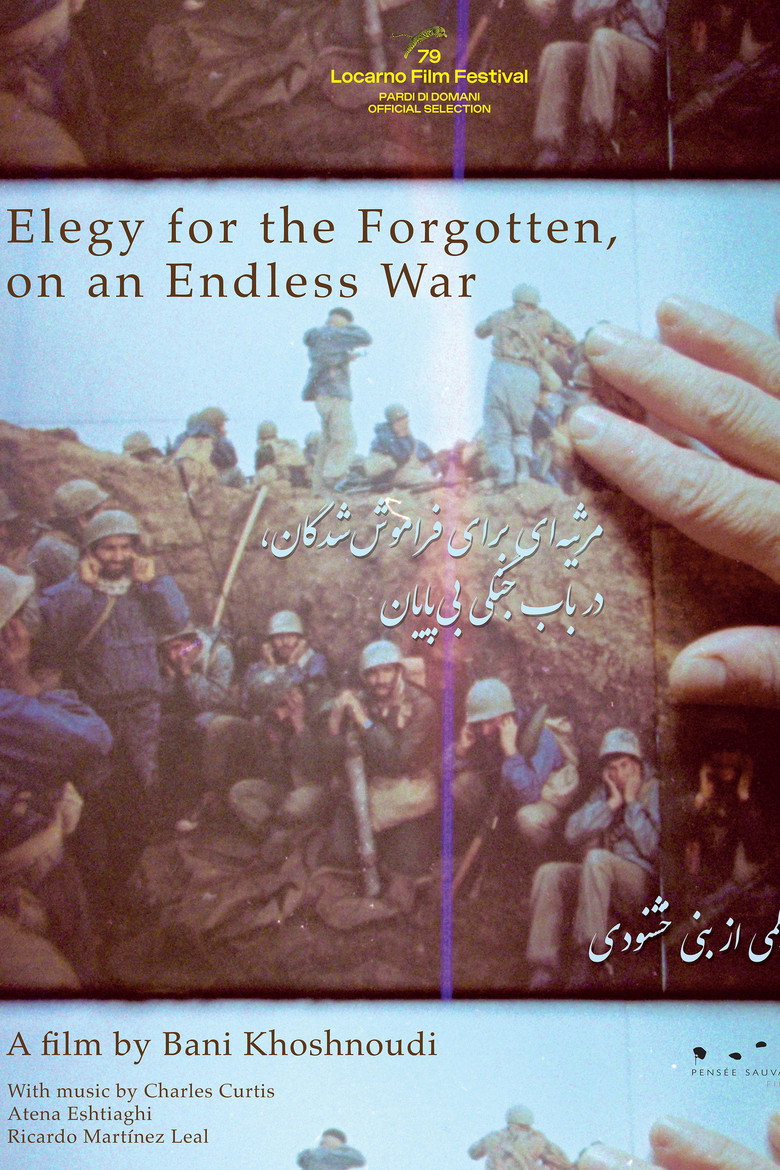 79
Locarno Film Festival
PARDI DI DOMANI
OFFICIAL SELECTION
Elegy for the Forgotten,
on an Endless War
مرثیه‌ای برای فراموش‌شدگان،
در باب جنگی بی‌پایان
از بنی خشنودی
A film by Bani Khoshnoudi
PENSÉE
With music by Charles Curtis
Atena Eshtiaghi
Ricardo Martínez Leal